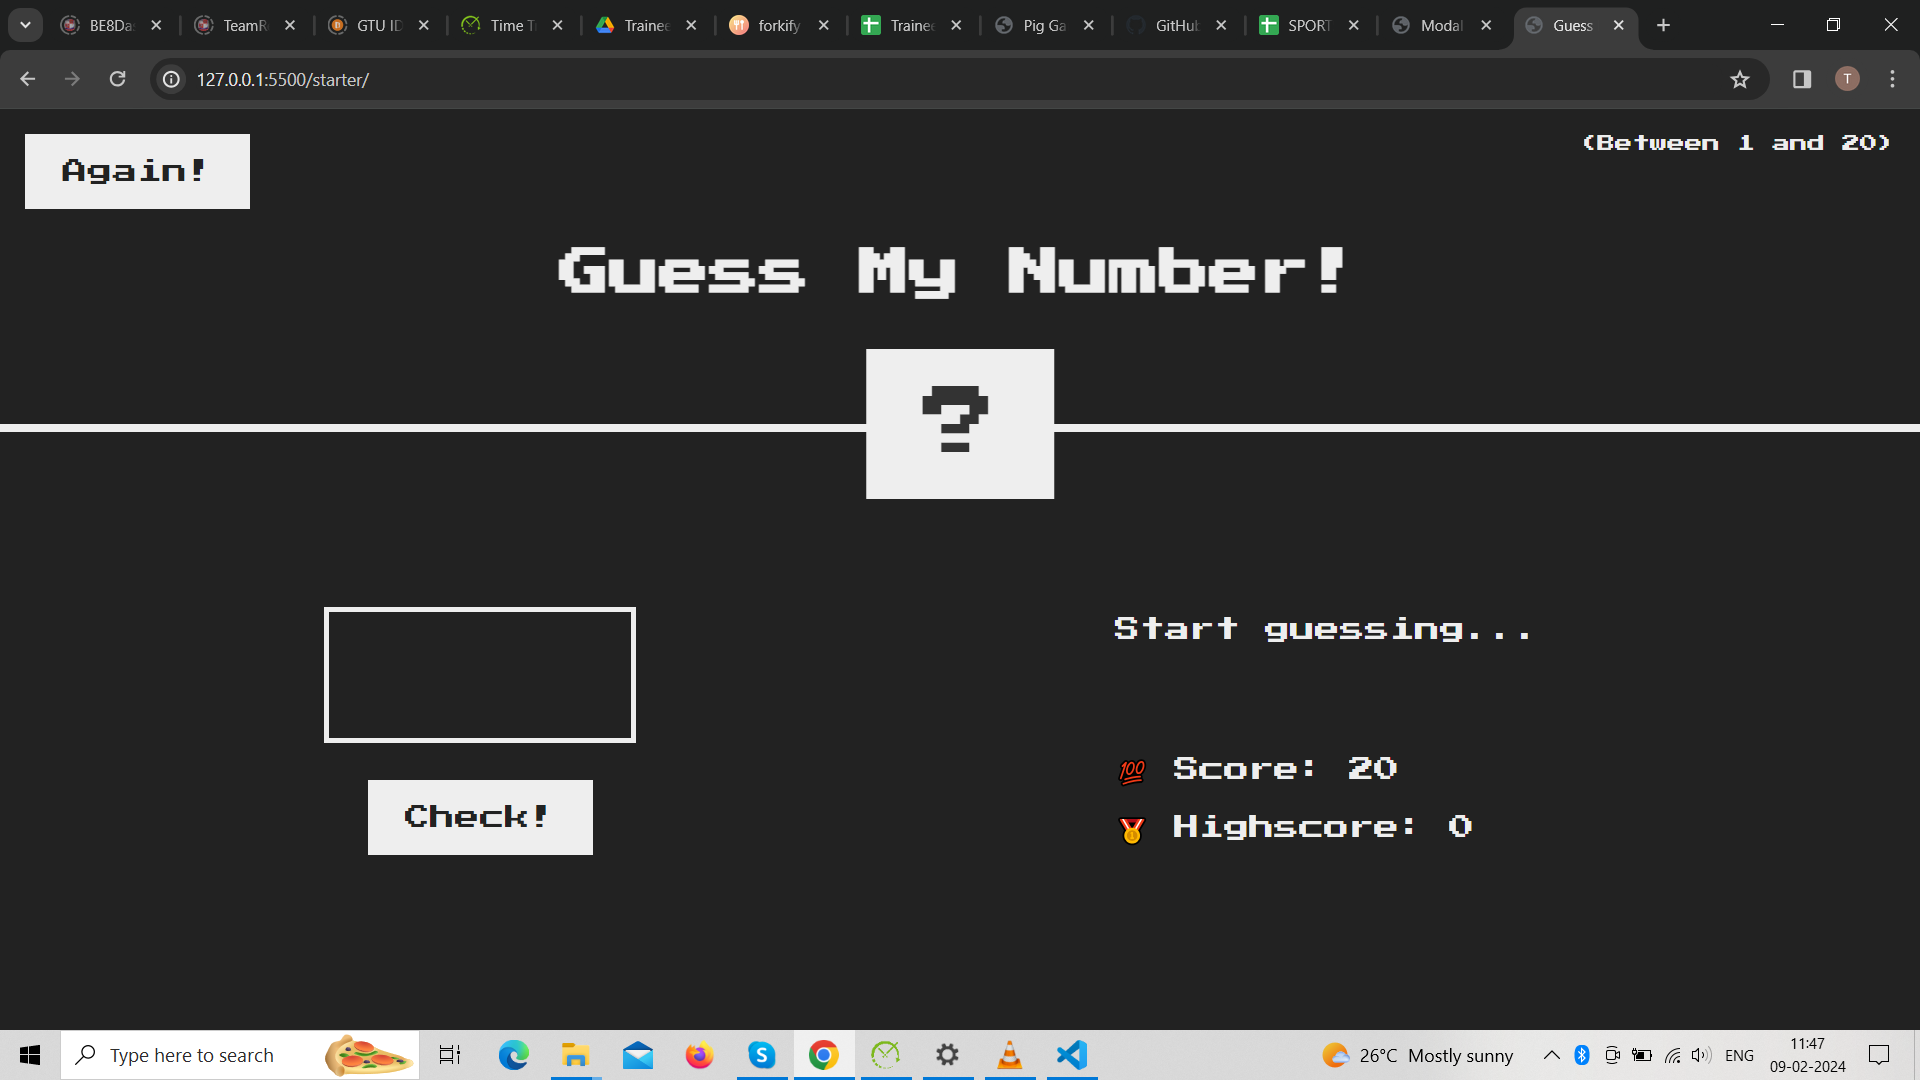 BE8Da
TeamR
GTU ID
Time T
Trainee
forkify
Trainee
Pig Ga
GitHub
SPORT
Modal
Guess
127.0.0.1:5500/starter/
T
Again!
(Between 1 and 20)
Guess My Number!
?
Start guessing...
💯 Score: 20
🥇 Highscore: 0
Check!
Type here to search
26°C Mostly sunny
ENG
11:47
09-02-2024